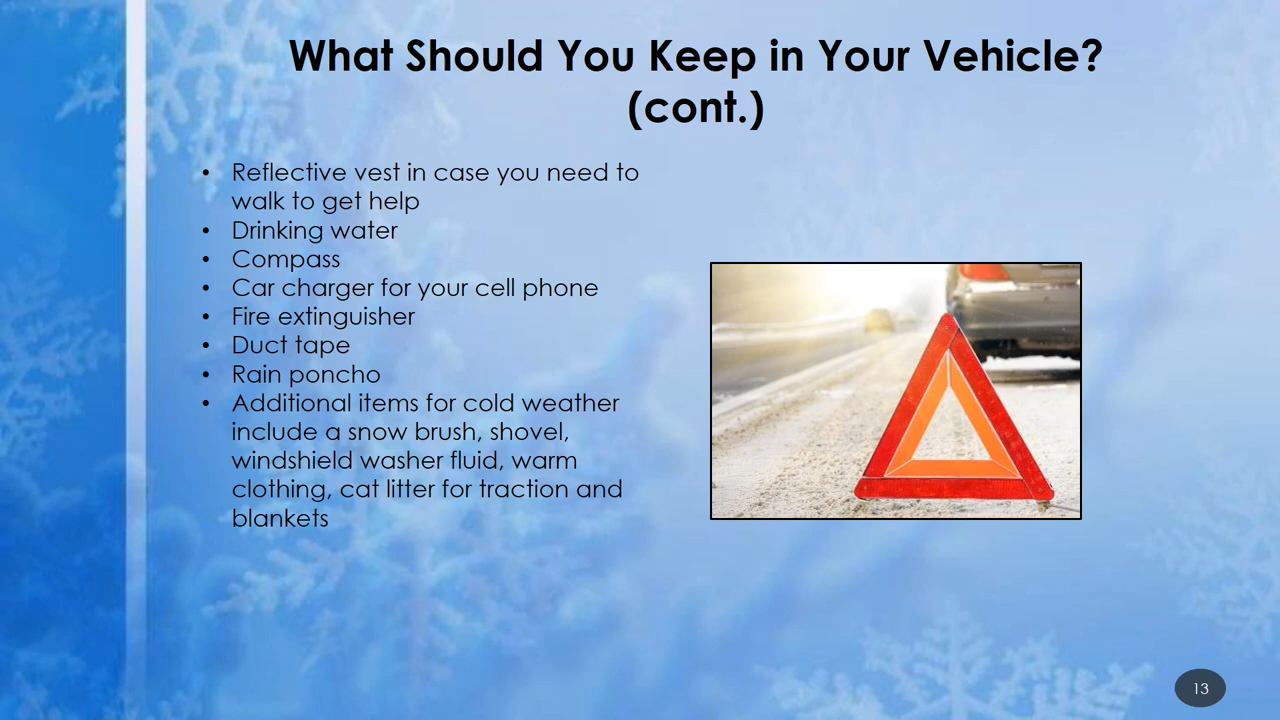 What Should You Keep in Your Vehicle?
(cont.)
• Reflective vest in case you need to
walk to get help
• Drinking water
• Compass
• Car charger for your cell phone
• Fire extinguisher
• Duct tape
• Rain poncho
• Additional items for cold weather
include a snow brush, shovel,
windshield washer fluid, warm
clothing, cat litter for traction and
blankets
13